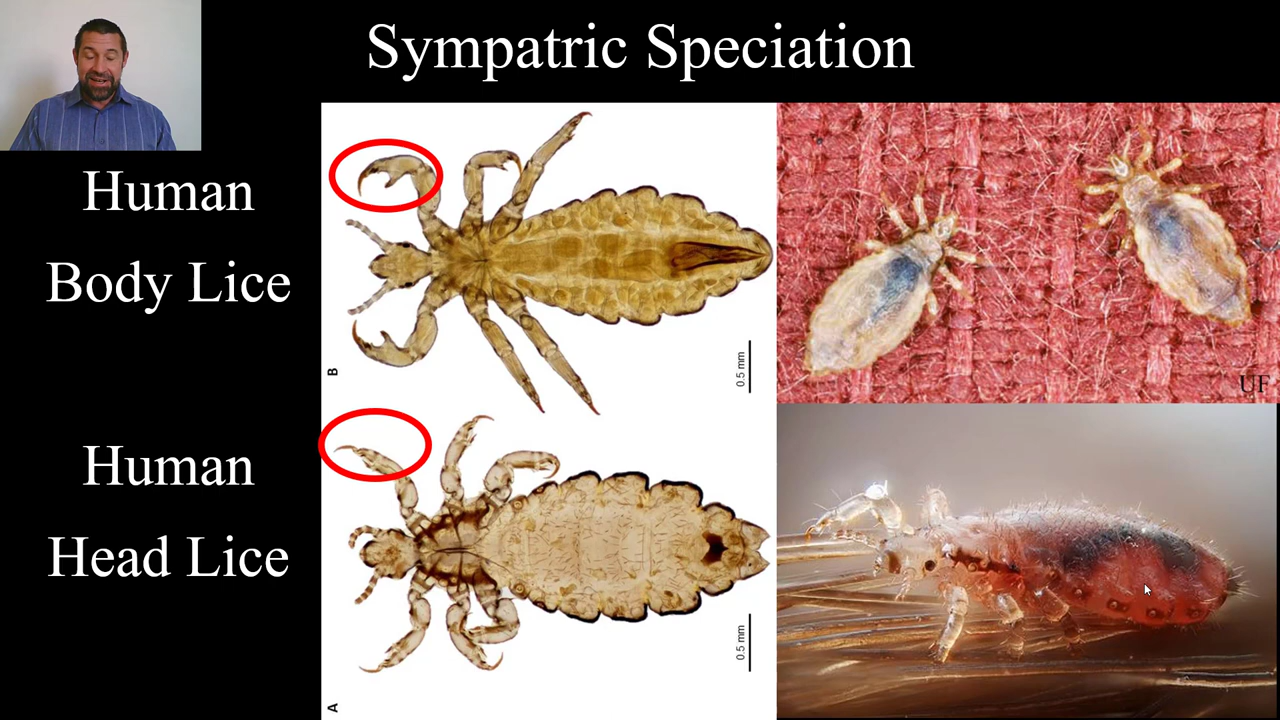 Sympatric Speciation
Human
Body Lice
B
0.5 mm
UF
Human
Head Lice
A
0.5 mm